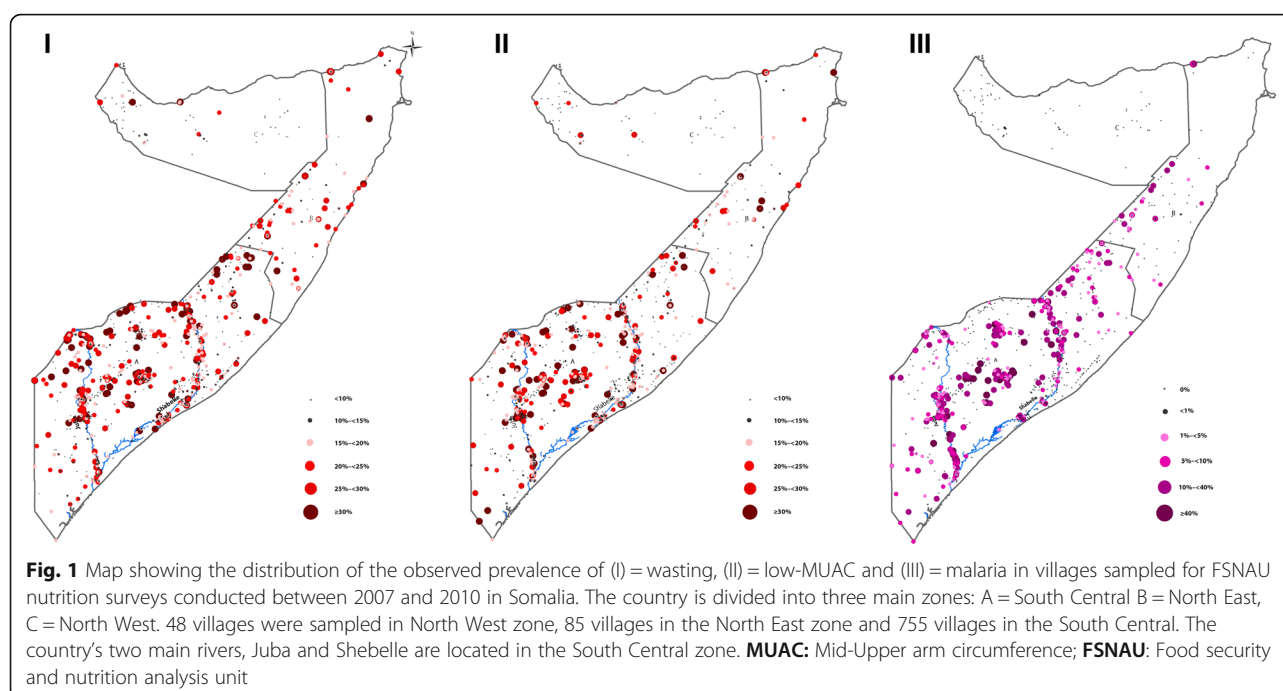 I
II
III
N
C
C
C
B
B
B
A
A
A
Shabelle
Shabelle
Shabelle
<10%
10%–<15%
15%–<20%
20%–<25%
25%–<30%
≥30%
<10%
10%–<15%
15%–<20%
20%–<25%
25%–<30%
≥30%
0%
<1%
1%–<5%
5%–<10%
10%–<40%
≥40%
Fig. 1 Map showing the distribution of the observed prevalence of (I) = wasting, (II) = low-MUAC and (III) = malaria in villages sampled for FSNAU
nutrition surveys conducted between 2007 and 2010 in Somalia. The country is divided into three main zones: A = South Central B = North East,
C = North West. 48 villages were sampled in North West zone, 85 villages in the North East zone and 755 villages in the South Central. The
country's two main rivers, Juba and Shebelle are located in the South Central zone. MUAC: Mid-Upper arm circumference; FSNAU: Food security
and nutrition analysis unit